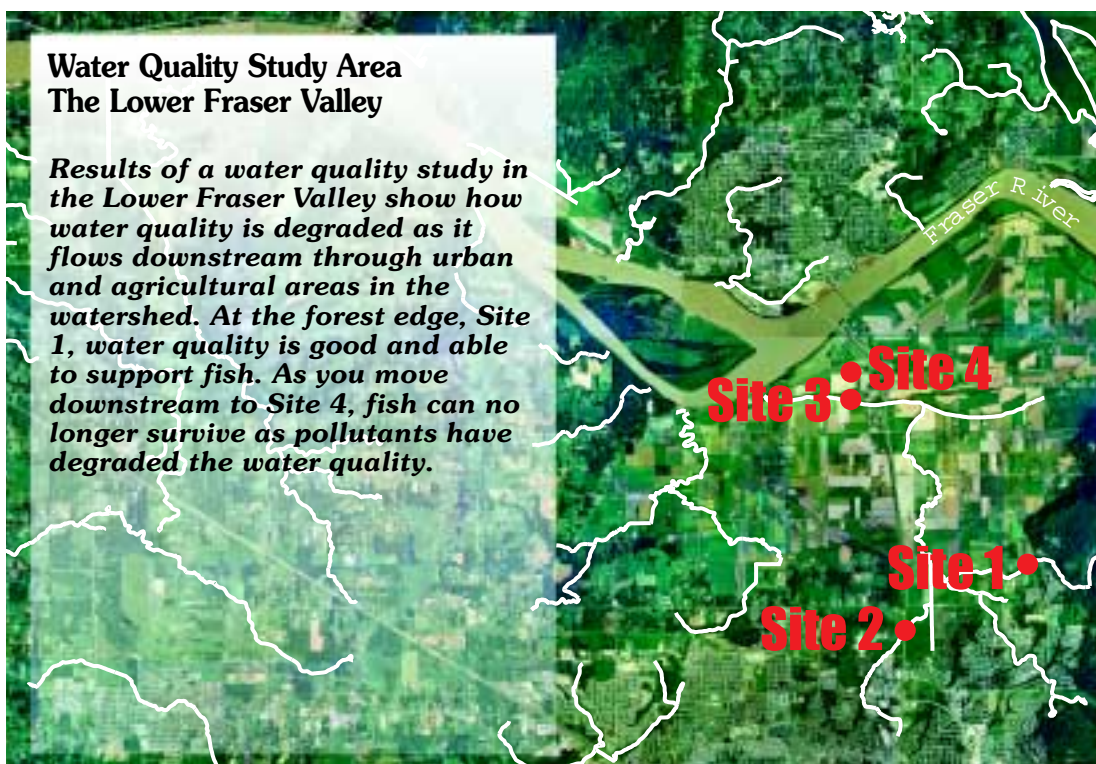 Water Quality Study Area
The Lower Fraser Valley
Results of a water quality study in
the Lower Fraser Valley show how
water quality is degraded as it
flows downstream through urban
and agricultural areas in the
watershed. At the forest edge, Site
1, water quality is good and able
to support fish. As you move
downstream to Site 4, fish can no
longer survive as pollutants have
degraded the water quality.
Fraser River
Site 4
Site 3
Site 1
Site 2